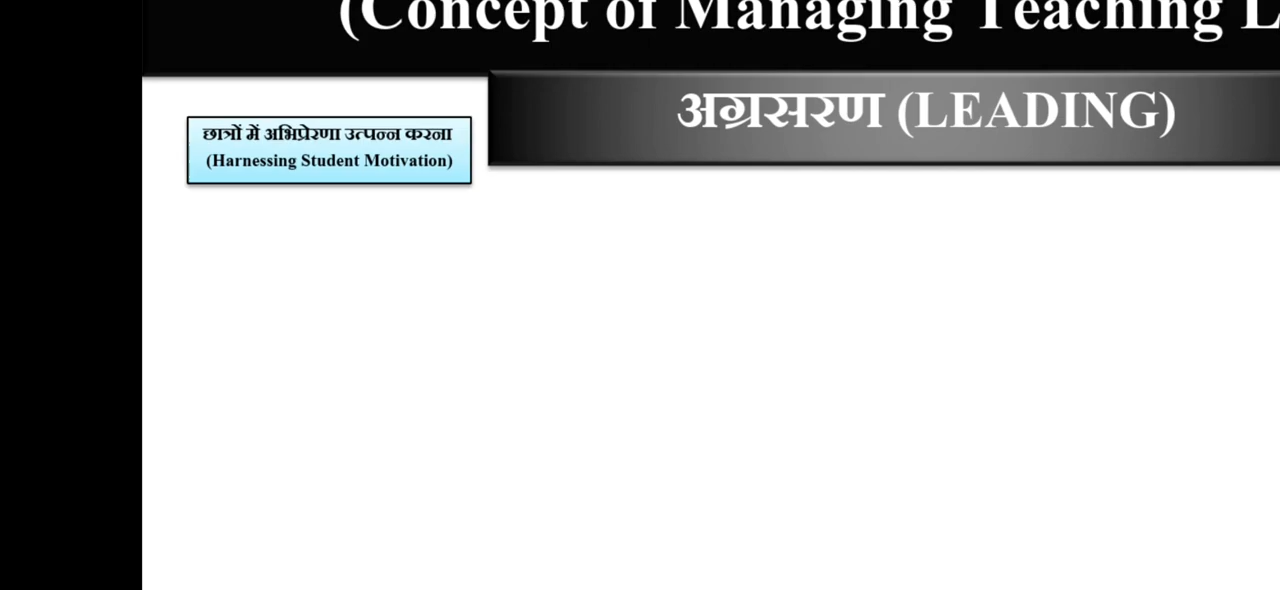 (Concept of Managing Teaching
अग्रसरण (LEADING)
छात्रों में अभिप्रेरणा उत्पन्न करना
(Harnessing Student Motivation)